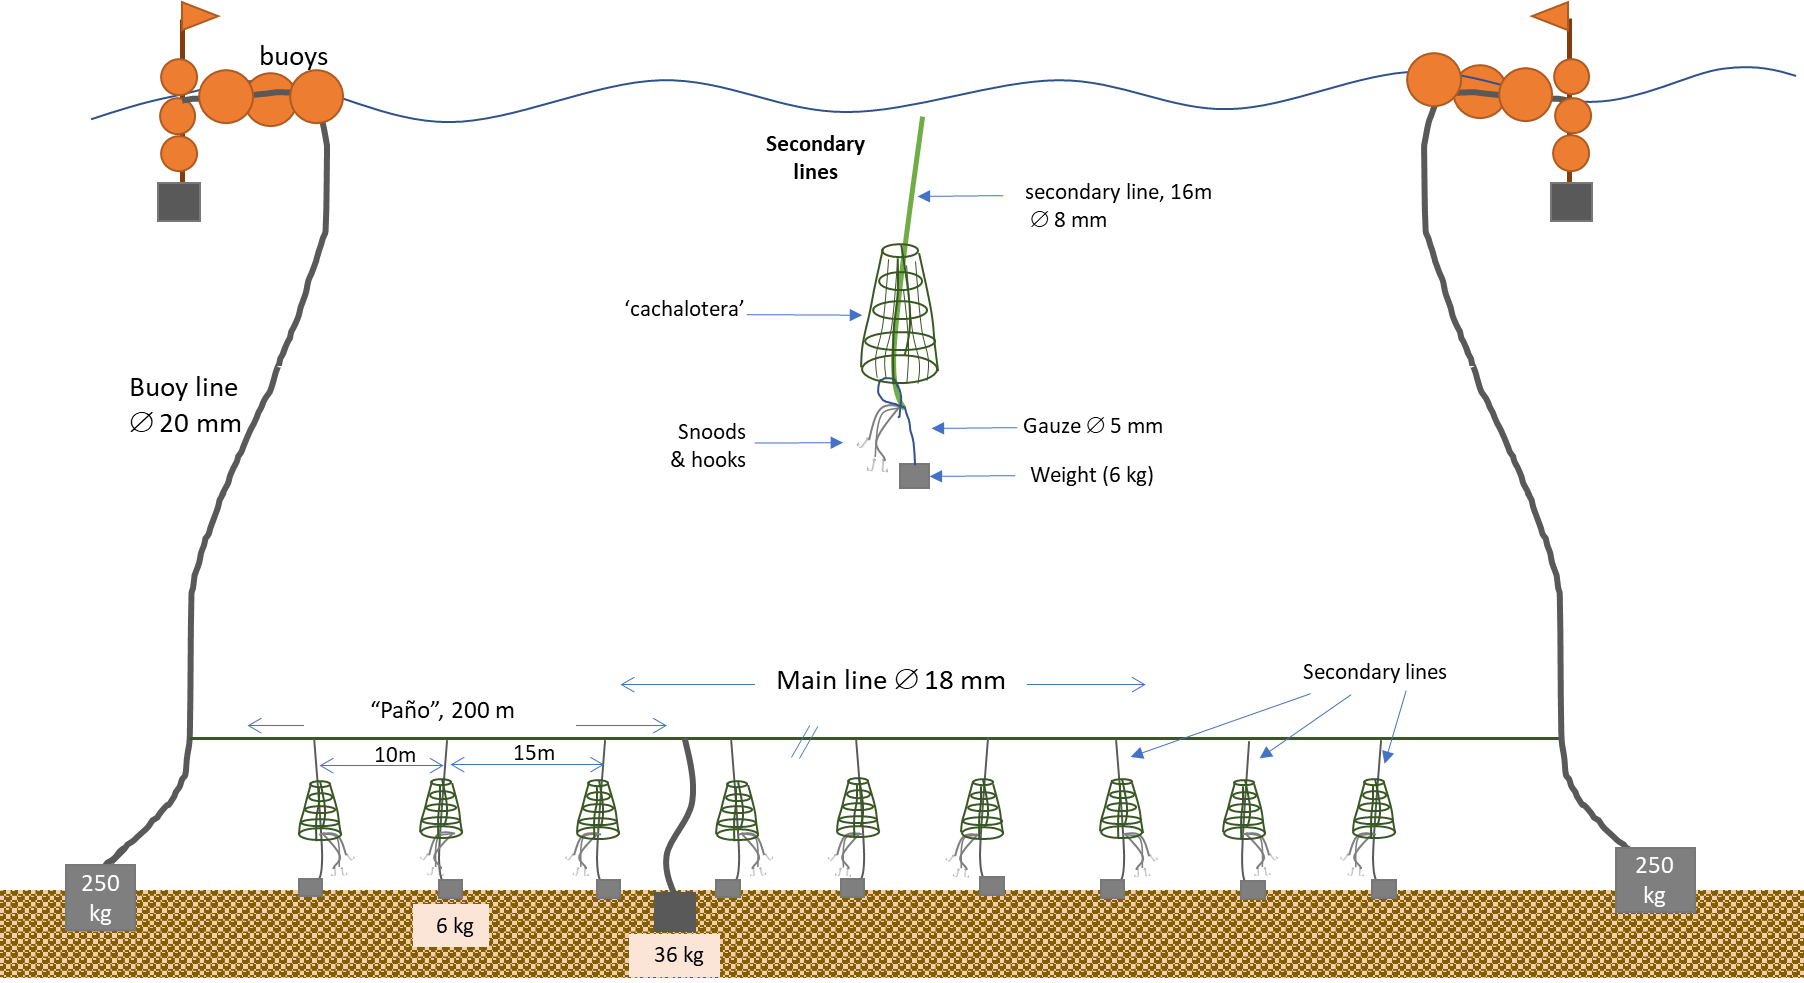 buoys
Secondary
lines
secondary line, 16m
∅ 8 mm
‘cachalotera’
Buoy line
∅ 20 mm
Snoods
& hooks
Gauze ∅ 5 mm
Weight (6 kg)
Main line ∅ 18 mm
Secondary lines
“Paño”, 200 m
10m
15m
250
kg
250
kg
6 kg
36 kg